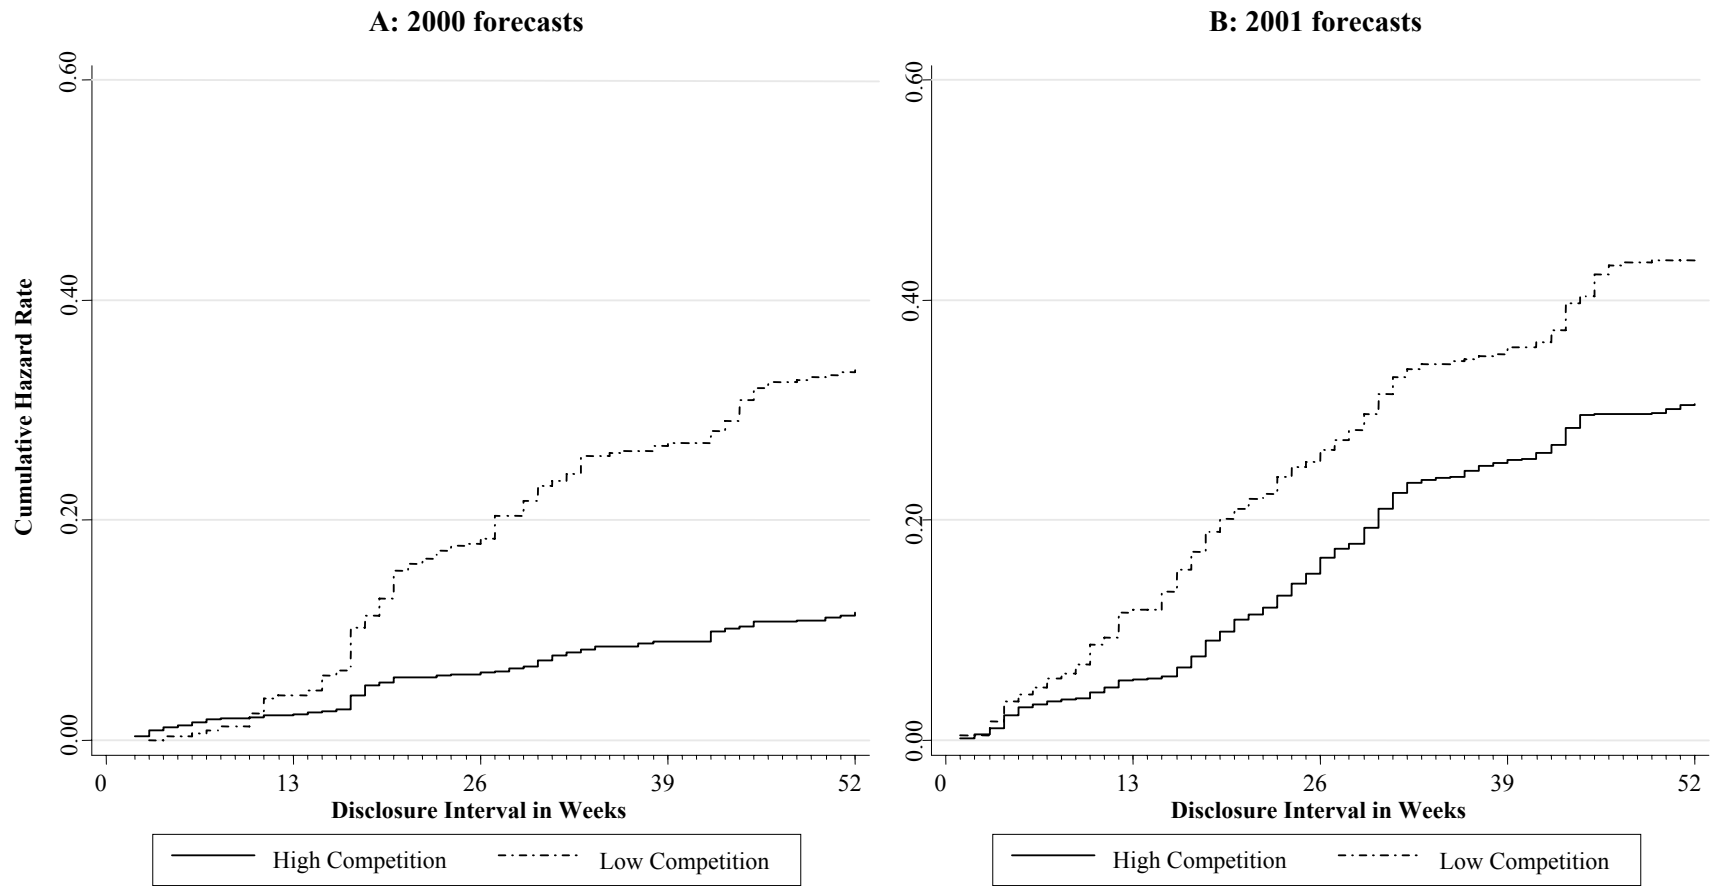 A: 2000 forecasts
Cumulative Hazard Rate
0.60
0.40
0.20
0.00
0 13 26 39 52
Disclosure Interval in Weeks
High Competition Low Competition
B: 2001 forecasts
0.60
0.40
0.20
0.00
0 13 26 39 52
Disclosure Interval in Weeks
High Competition Low Competition